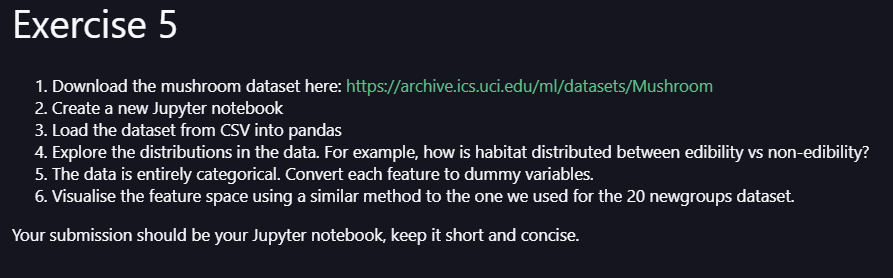 Exercise 5
1. Download the mushroom dataset here: https://archive.ics.uci.edu/ml/datasets/Mushroom
2. Create a new Jupyter notebook
3. Load the dataset from CSV into pandas
4. Explore the distributions in the data. For example, how is habitat distributed between edibility vs non-edibility?
5. The data is entirely categorical. Convert each feature to dummy variables.
6. Visualise the feature space using a similar method to the one we used for the 20 newgroups dataset.
Your submission should be your Jupyter notebook, keep it short and concise.